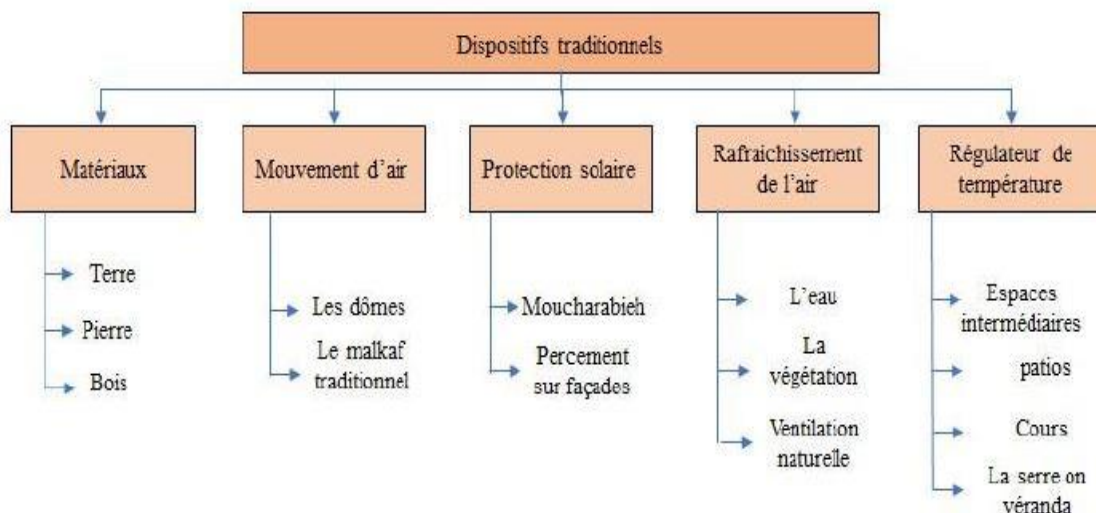 Dispositifs traditionnels
Matériaux
Terre
Pierre
Bois
Mouvement d'air
Les dômes
Le malkaf
traditionnel
Protection solaire
Moucharabieh
Percement
sur façades
Rafraichissement
de l'air
L'eau
La
végétation
Ventilation
naturelle
Régulateur de
température
Espaces
intermédiaires
patios
Cours
La serre on
véranda